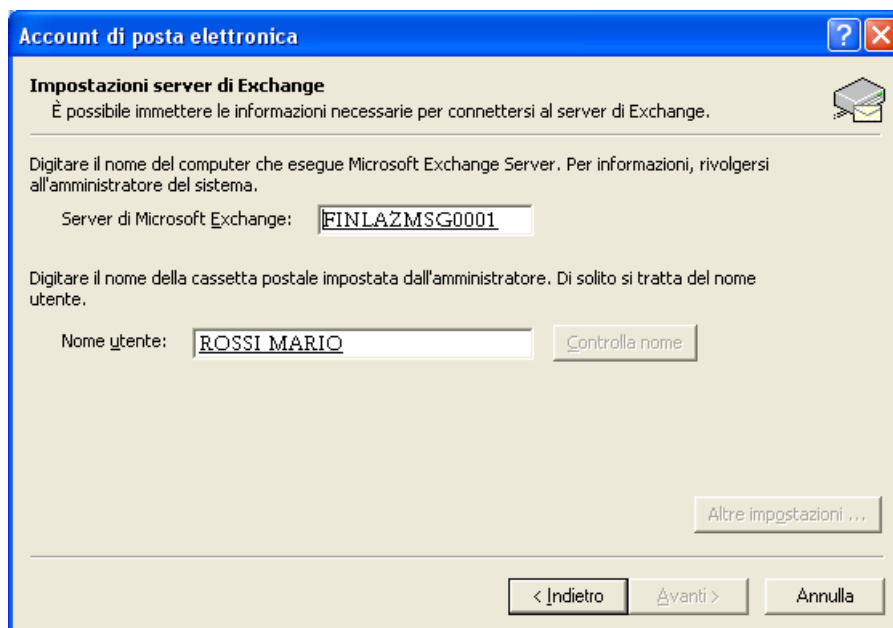 Account di posta elettronica
?
X
Impostazioni server di Exchange
È possibile immettere le informazioni necessarie per connettersi al server di Exchange.
Digitare il nome del computer che esegue Microsoft Exchange Server. Per informazioni, rivolgersi
all'amministratore del sistema.
Server di Microsoft Exchange: FINLAZMSG0001
Digitare il nome della cassetta postale impostata dall'amministratore. Di solito si tratta del nome
utente.
Nome utente: ROSSI MARIO Controlla nome
Altre impostazioni ...
< Indietro Avanti > Annulla